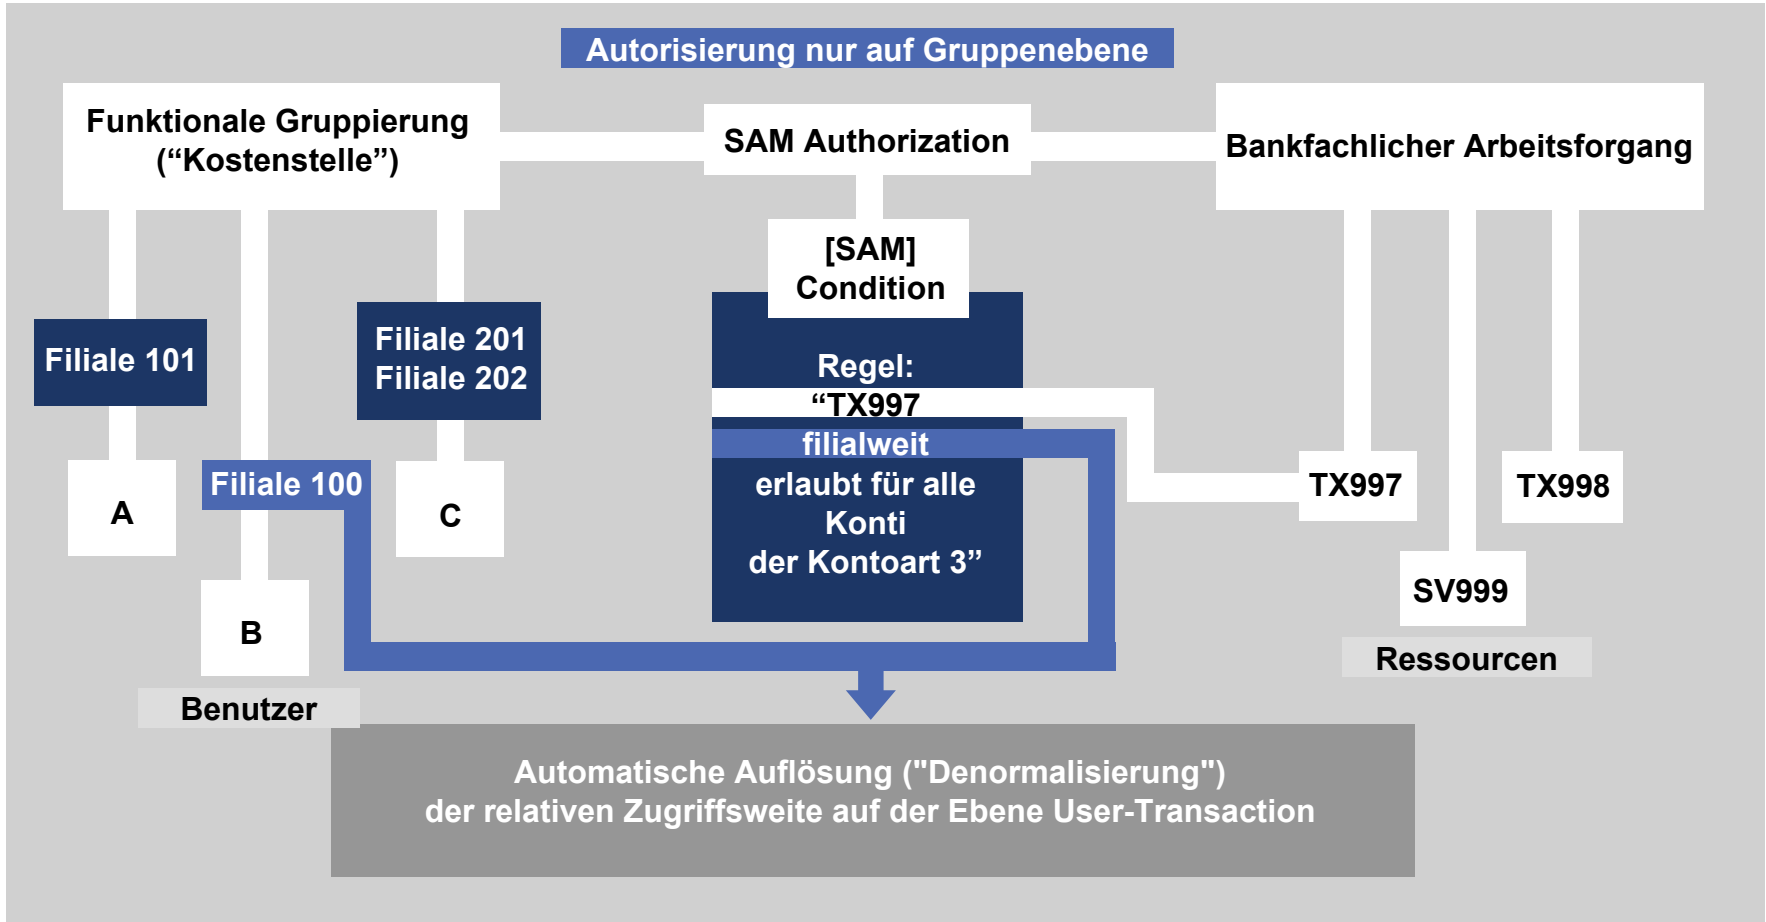 Autorisierung nur auf Gruppenebene
Funktionale Gruppierung
(“Kostenstelle”)
SAM Authorization
Bankfachlicher Arbeitsforgang
[SAM]
Condition
Filiale 101
Filiale 201
Filiale 202
Regel:
“TX997
filialweit
erlaubt für alle
Konti
der Kontoart 3”
A
Filiale 100
C
B
Benutzer
TX997
TX998
SV999
Ressourcen
Automatische Auflösung ("Denormalisierung")
der relativen Zugriffsweite auf der Ebene User-Transaction